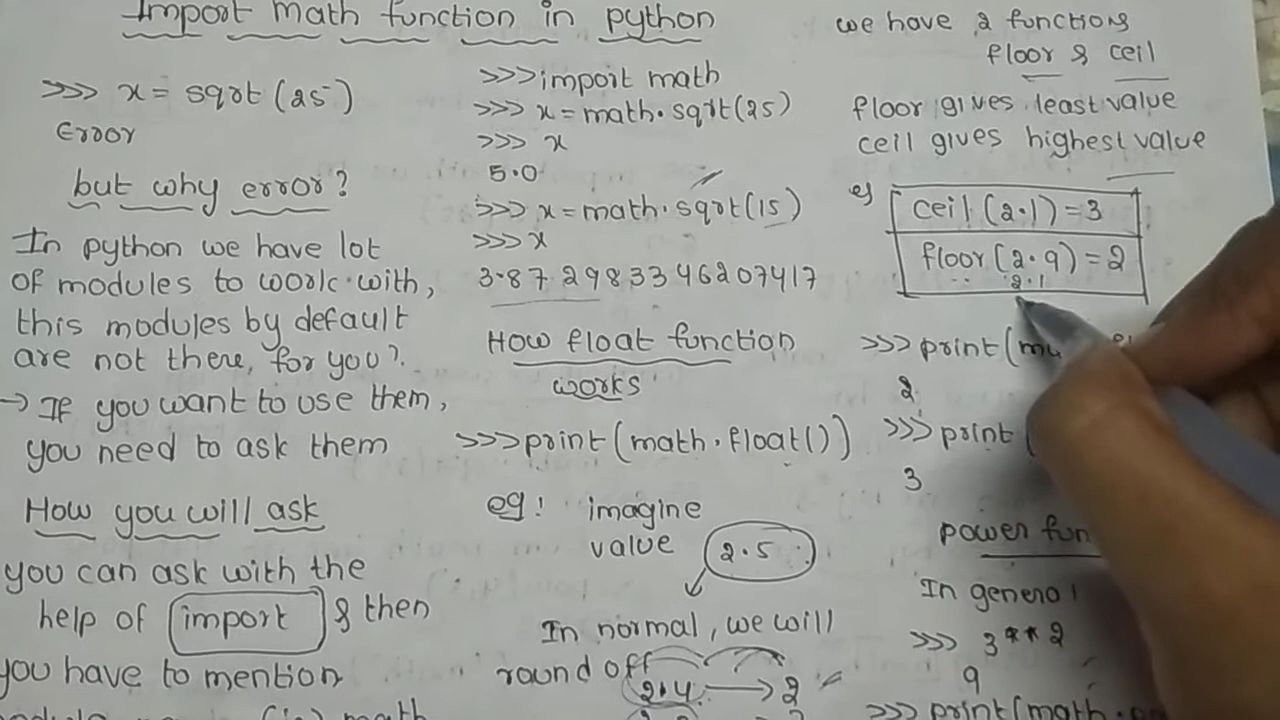 Import math function in python
>>> x = sqrt (25)
Error
but why error?
In python we have lot
of modules to work with,
this modules by default
are not there, for you?
→ If you want to use them,
you need to ask them
How you will ask
you can ask with the
help of import & then
you have to mention
(ie) math
>>>import math
>>> x=math.sqrt(25)
>>> x
5.0
>>> x=math.sqrt(15)
>>> x
3.872983346207417
How float function
works
>>>print(math.float())
eg: imagine
value 2.5
In normal, we will
round off
2.4 → 2
we have 2 functions
floor & ceil
floor gives least value
ceil gives highest value
eg ceil (2.1)=3
floor (2.9)=2
2.1
>>>print(
2
>>>print(
3
power
In general
>>> 3**2
9
>>>print(math.